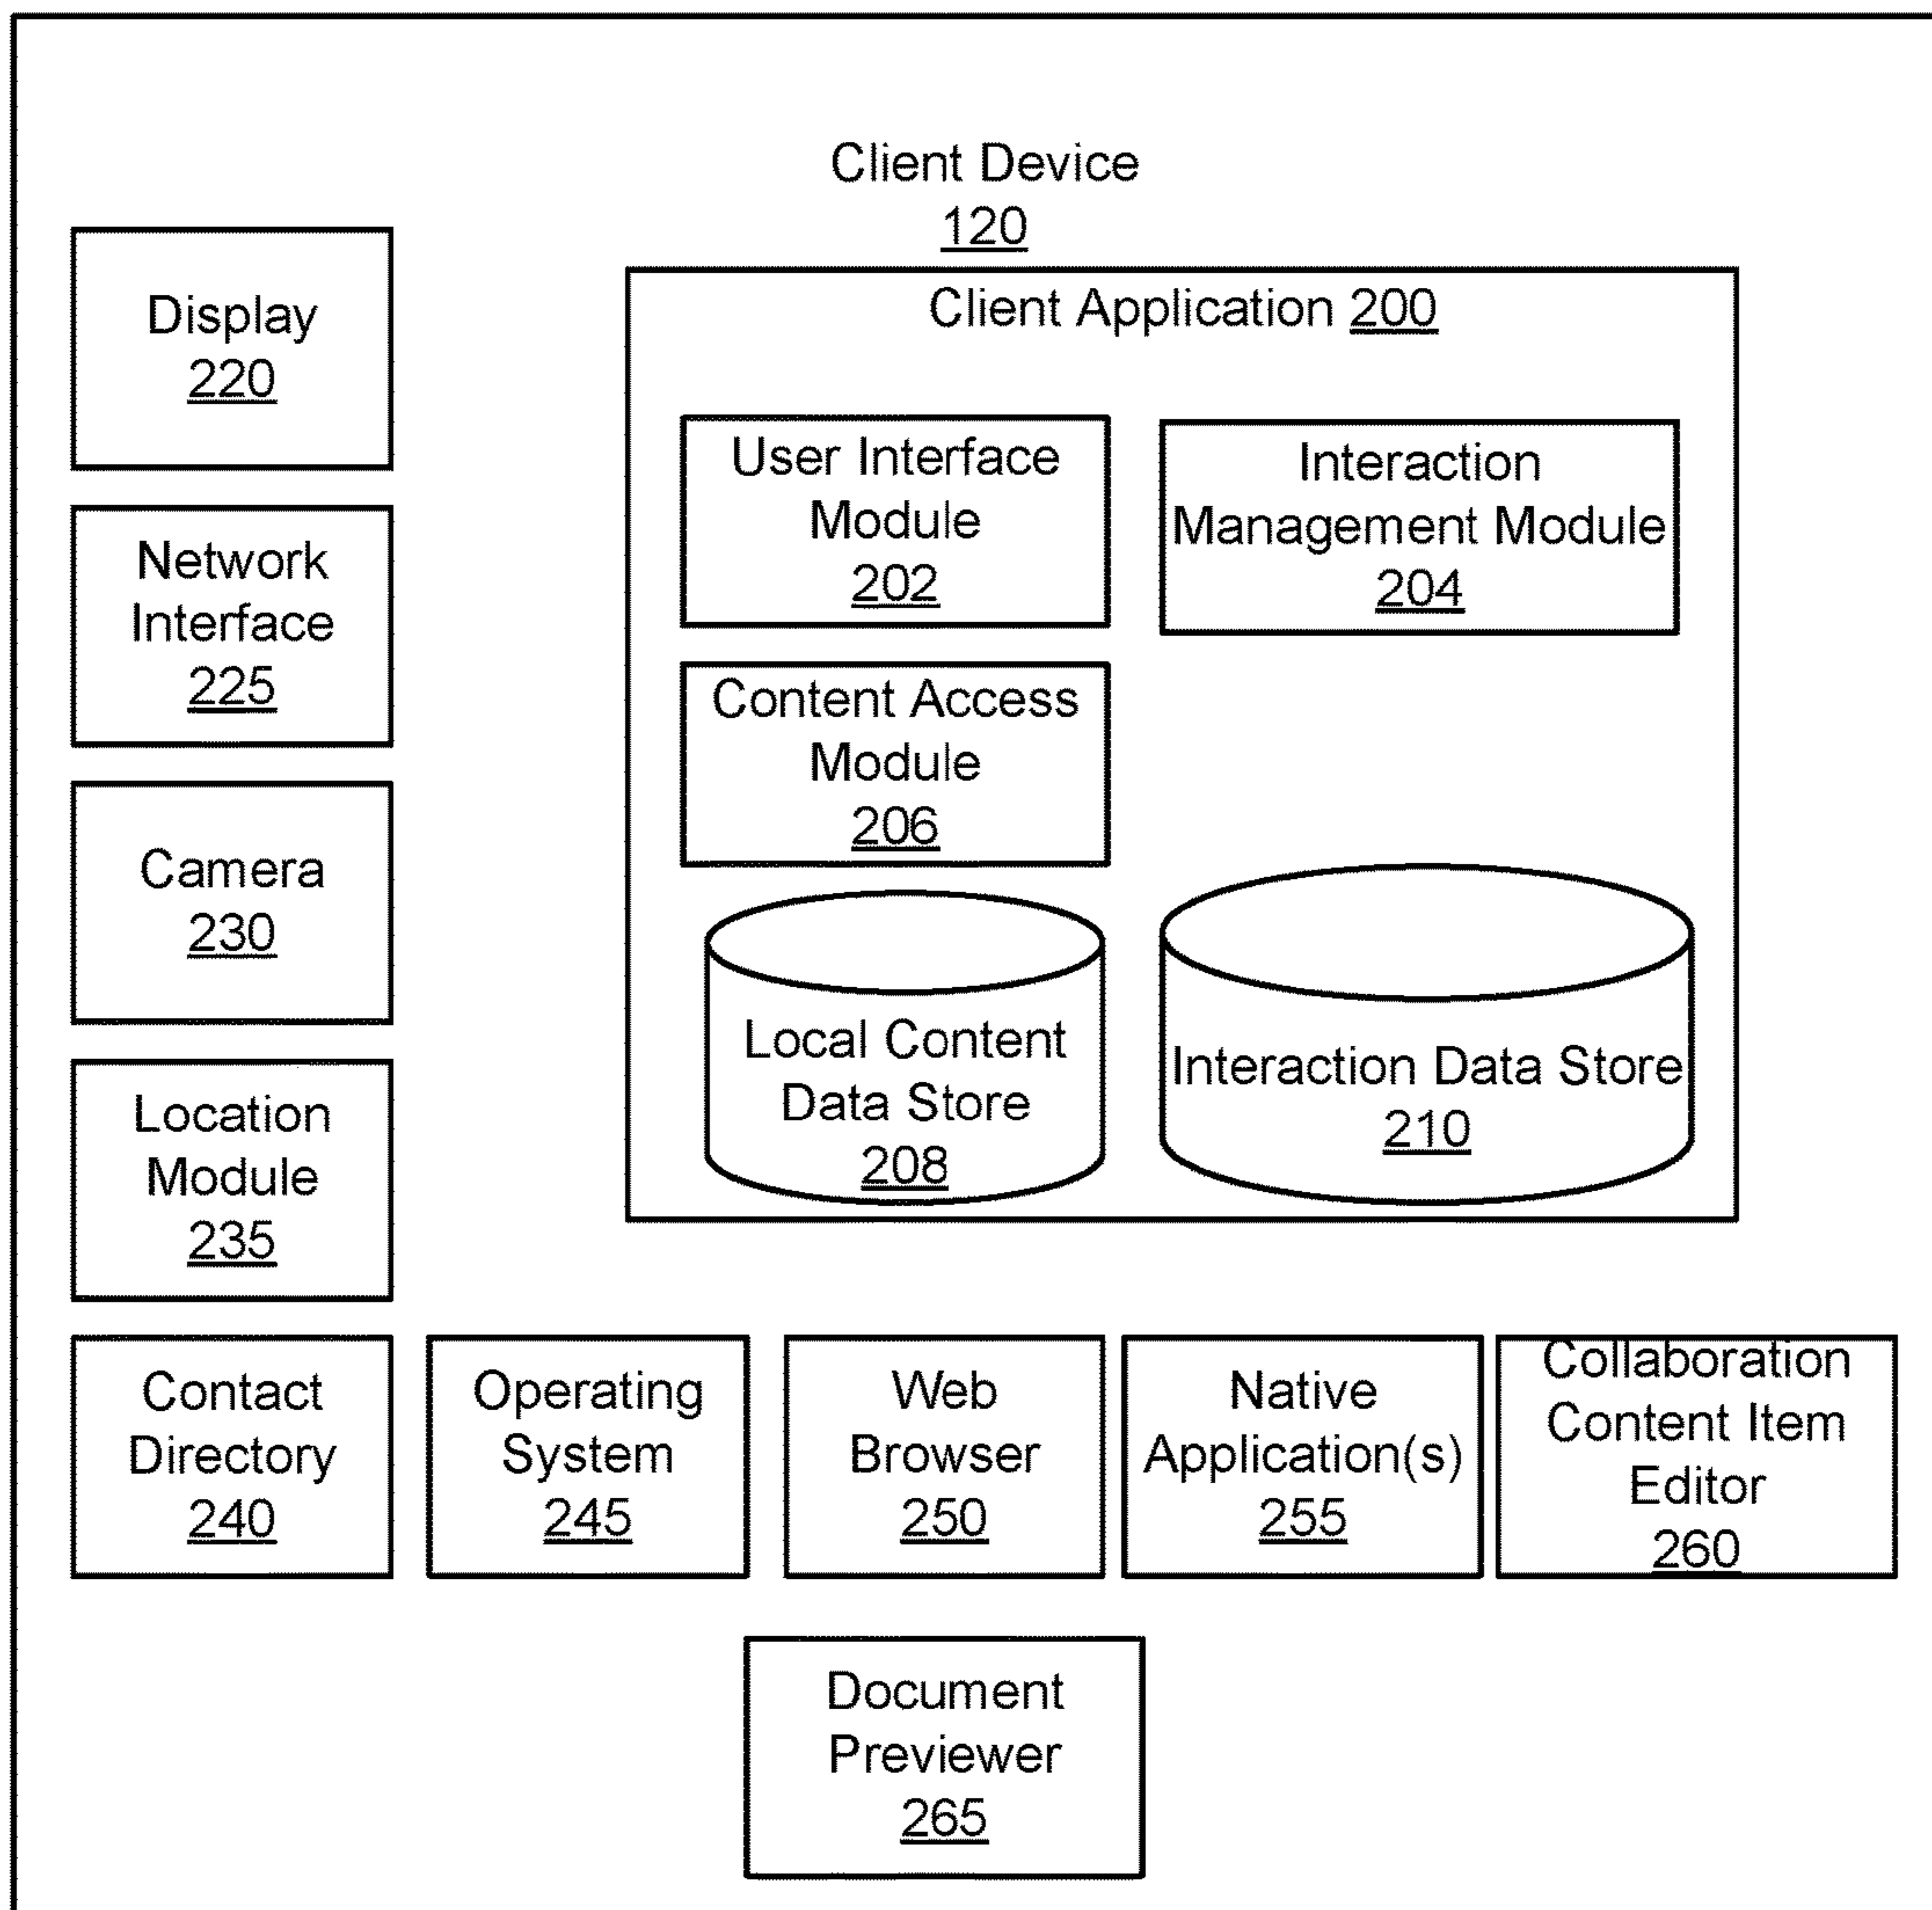 Client Device
120
Display
220
Network
Interface
225
Camera
230
Location
Module
235
Client Application 200
User Interface
Module
202
Interaction
Management Module
204
Content Access
Module
206
Local Content
Data Store
208
Interaction Data Store
210
Contact
Directory
240
Operating
System
245
Web
Browser
250
Native
Application(s)
255
Collaboration
Content Item
Editor
260
Document
Previewer
265